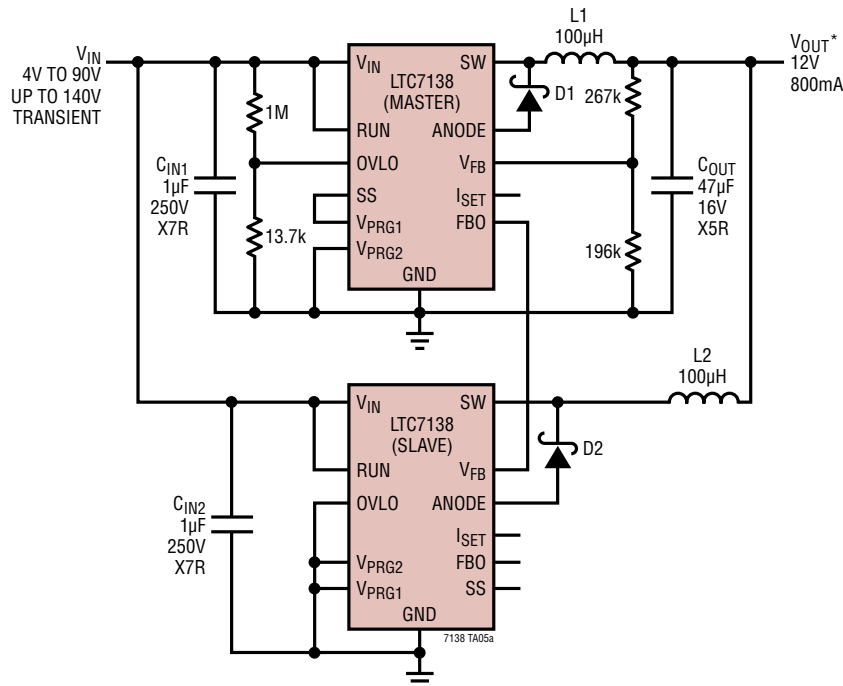 V_IN
4V TO 90V
UP TO 140V
TRANSIENT
C_IN1
1µF
250V
X7R
1M
13.7k
V_IN
RUN
OVLO
SS
V_PRG1
V_PRG2
LTC7138
(MASTER)
GND
SW
ANODE
V_FB
I_SET
FBO
D1
L1
100µH
267k
196k
C_OUT
47µF
16V
X5R
V_OUT*
12V
800mA
C_IN2
1µF
250V
X7R
V_IN
RUN
OVLO
V_PRG2
V_PRG1
LTC7138
(SLAVE)
GND
SW
V_FB
ANODE
I_SET
FBO
SS
D2
L2
100µH
7138 TA05a